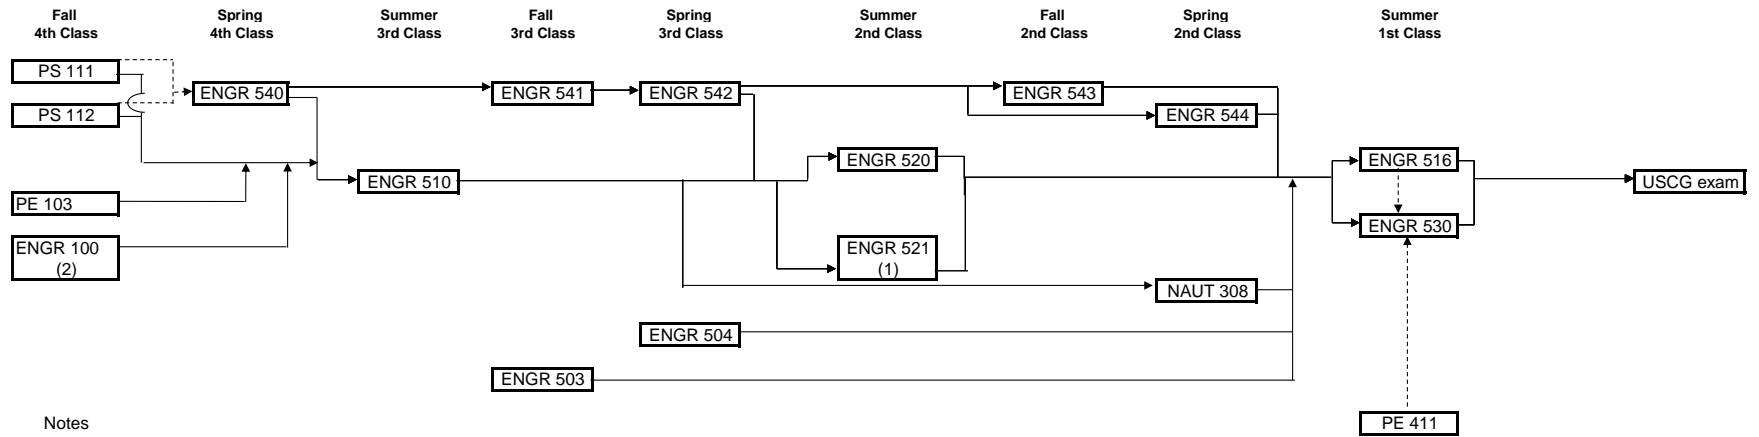 Fall Spring Summer Fall Spring Summer Fall Spring Summer
4th Class 4th Class 3rd Class 3rd Class 3rd Class 2nd Class 2nd Class 2nd Class 1st Class
PS 111
ENGR 540
ENGR 541
ENGR 542
ENGR 543
PS 112
ENGR 544
ENGR 520
ENGR 516
ENGR 510
USCG exam
PE 103
ENGR 530
ENGR 100
(2)
ENGR 521
(1)
NAUT 308
ENGR 504
ENGR 503
Notes
PE 411